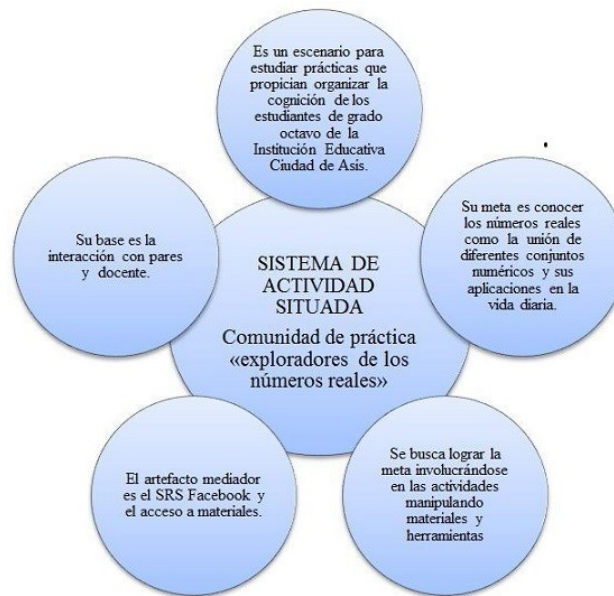 Es un escenario para
estudiar prácticas que
propician organizar la
cognición de los
estudiantes de grado
octavo de la
Institución Educativa
Ciudad de Asis.
Su meta es conocer
los números reales
como la unión de
diferentes conjuntos
numéricos y sus
aplicaciones en la
vida diaria.
Se busca lograr la
meta involucrándose
en las actividades
manipulando
materiales y
herramientas
El artefacto mediador
es el SRS Facebook y
el acceso a materiales.
Su base es la
interacción con pares
y docente.
SISTEMA DE
ACTIVIDAD
SITUADA
Comunidad de práctica
«exploradores de los
números reales»